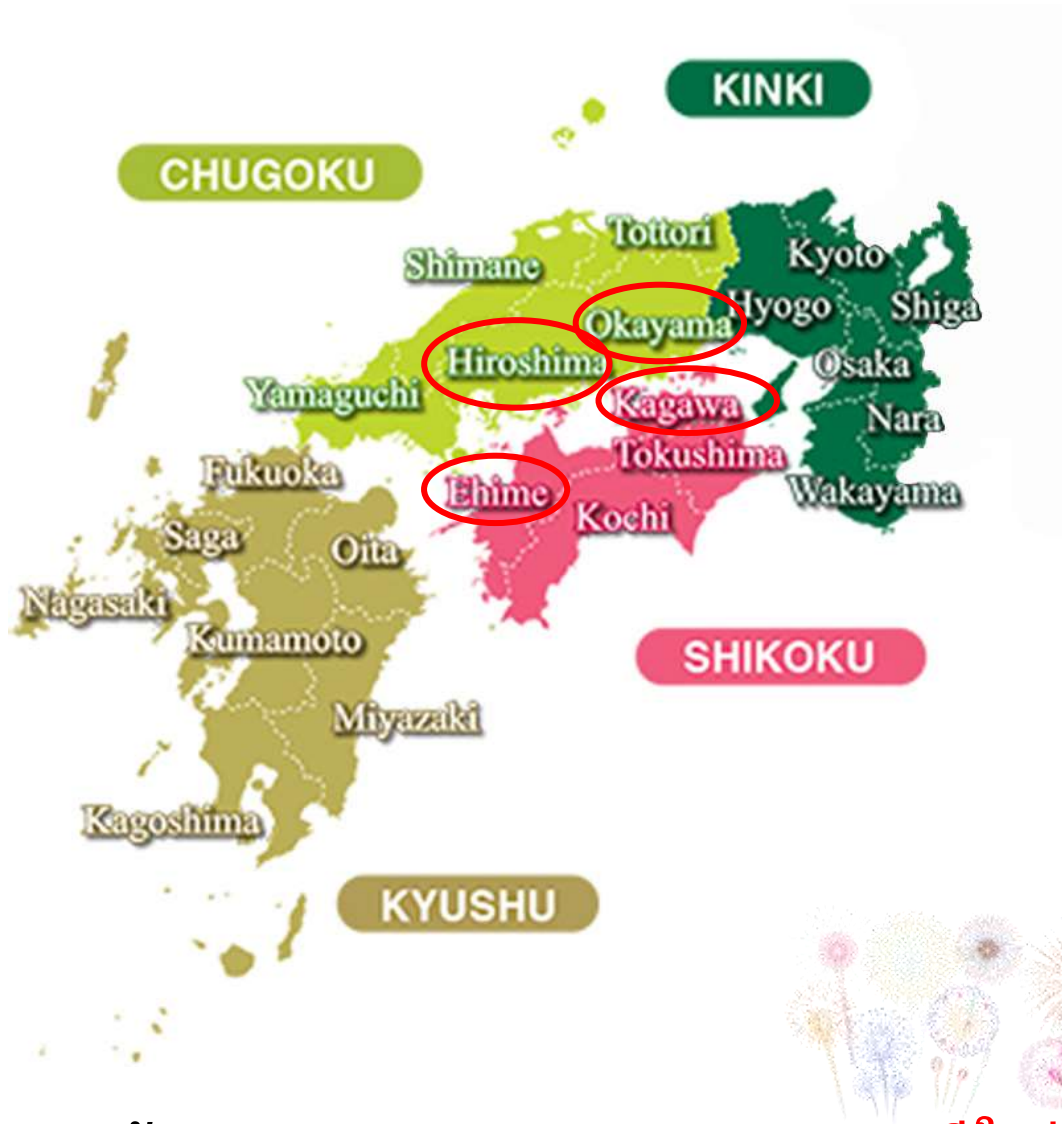 KINKI
CHUGOKU
Tottori
Kyoto
Shimane
Hyogo
Shiga
Okayama
Hiroshima
Osaka
Yamaguchi
Kagawa
Nara
Tokushima
Fukuoka
Ehime
Wakayama
Kochi
Saga
Oita
Nagasaki
Kumamoto
SHIKOKU
Miyazaki
Kagoshima
KYUSHU